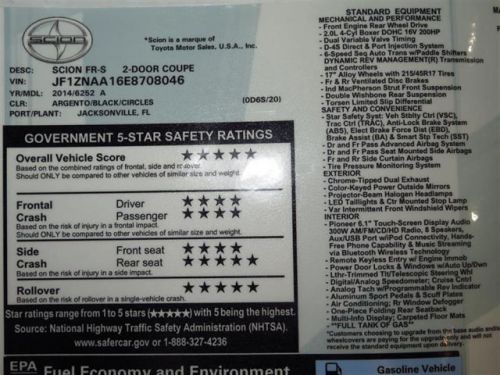 SCION
*Scion is a marque of
Toyota Motor Sales, U.S.A., Inc.
DESC: SCION FR-S 2-DOOR COUPE
VIN: JF1ZNAA16E8708046
YR/MDL: 2014/6252 A
CLR: ARGENTO/BLACK/CIRCLES (0D6S/20)
PORT/PLANT: JACKSONVILLE, FL
GOVERNMENT 5-STAR SAFETY RATINGS
Overall Vehicle Score ★★★★★
Based on the combined ratings of frontal, side and rollover.
Should ONLY be compared to other vehicles of similar size and weight.
Frontal Driver ★★★★
Crash Passenger ★★★★
Based on the risk of injury in a frontal impact.
Should ONLY be compared to other vehicles of similar size and weight.
Side Front seat ★★★★
Crash Rear seat ★★★★★
Based on the risk of injury in a side impact.
Rollover ★★★★★
Based on the risk of rollover in a single-vehicle crash.
Star ratings range from 1 to 5 stars (★★★★★) with 5 being the highest.
Source: National Highway Traffic Safety Administration (NHTSA).
www.safercar.gov or 1-888-327-4236
EPA Fuel Economy and Environment
Gasoline Vehicle
STANDARD EQUIPMENT
MECHANICAL AND PERFORMANCE
- Front Engine Rear Wheel Drive
- 2.0L 4-Cyl Boxer DOHC 16V 200HP
- Dual Variable Valve Timing
- D-4S Direct & Port Injection System
- 6-Speed Seq Auto Trans w/Paddle Shifters
- Dynamic REV MANAGEMENT(R) Transmission
and Controllers
- 17" Alloy Wheels with 215/45R17 Tires
- Fr & Rr Ventilated Disc Brakes
- Ind MacPherson Strut Front Suspension
- Double Wishbone Rear Suspension
- Torsen Limited Slip Differential
SAFETY AND CONVENIENCE
- Star Safety Syst: Veh Stblty Ctrl (VSC),
Trac Ctrl (TRAC), Anti-Lock Brake System
(ABS), Elect Brake Force Dist (EBD),
Brake Assist (BA) & Smart Stp Tech (SST)
- Dr and Fr Pass Advanced Airbag System
- Dr and Fr Pass Seat Mounted Side Airbags
- Fr and Rr Side Curtain Airbags
- Tire Pressure Monitoring System
EXTERIOR
- Chrome-Tipped Dual Exhaust
- Color-Keyed Power Outside Mirrors
- Projector-Beam Halogen Headlamps
- LED Taillights & Ctr Mounted Stop Lamp
- Var Intermittent Front Windshield Wipers
INTERIOR
- Pioneer 6.1" Touch-Screen Display Audio
300W AM/FM/CD/HD Radio, 8 Speakers,
Aux/USB Port w/iPod Connectivity, Hands-
Free Phone Capability & Music Streaming
via Bluetooth Wireless Technology
- Remote Keyless Entry w/ Engine Immob
- Power Door Locks & Windows w/Auto Up/Down
- Lthr-Trimmed Tlt/Telescopic Steering Whl
- Digital/Analog Speedometer; Cruise Cntrl
- Analog Tach w/Programmable Rev Indicator
- Aluminum Sport Pedals & Scuff Plates
- Air Conditioning; Rr Window Defogger
- One-Piece Folding Rear Seatback
- Multi-Info Display; Carpeted Floor Mats
- **FULL TANK OF GAS**
*Customers choosing to upgrade from the base audio and/or
wheelcovers are paying for the upgrade only and will not
receive the standard equipment upon delivery.